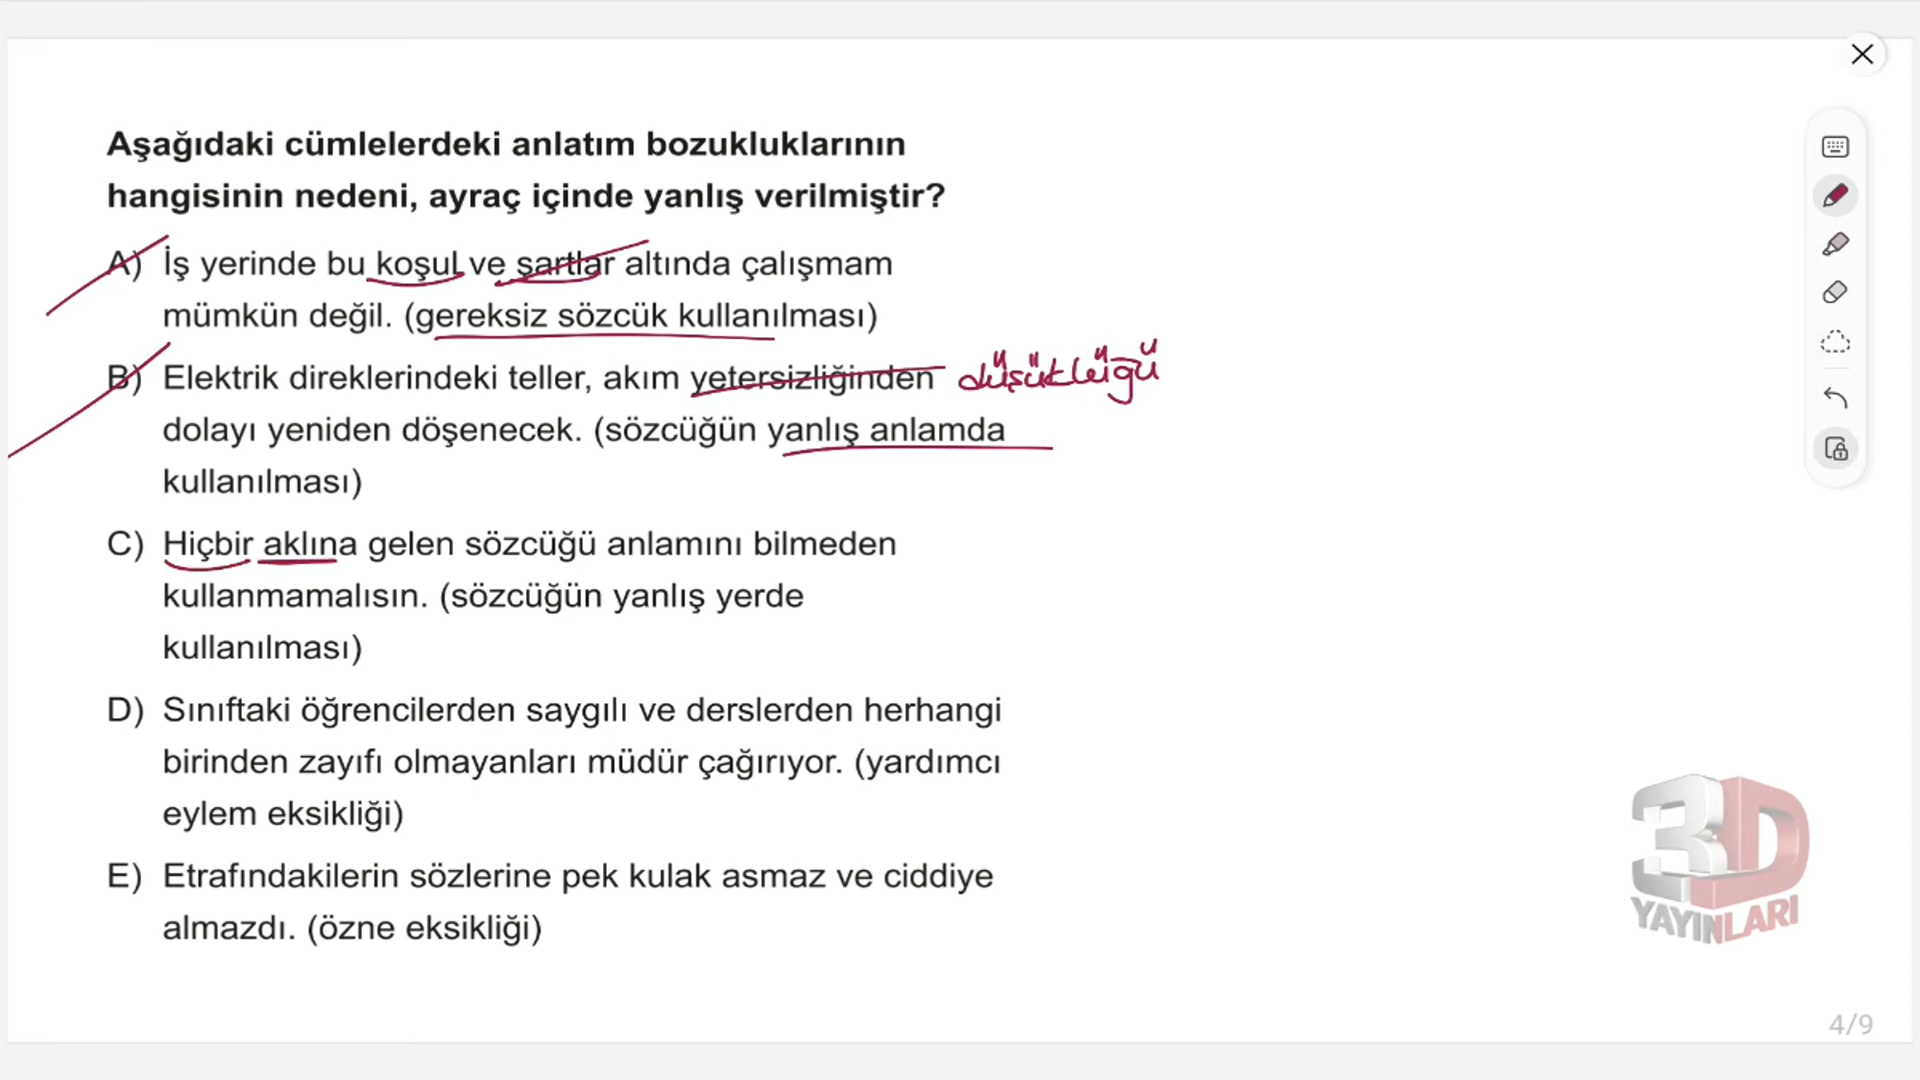 Aşağıdaki cümlelerdeki anlatım bozukluklarının
hangisinin nedeni, ayraç içinde yanlış verilmiştir?
A) İş yerinde bu koşul ve şartlar altında çalışmam
mümkün değil. (gereksiz sözcük kullanılması)
B) Elektrik direklerindeki teller, akım yetersizliğinden düşüklüğü
dolayı yeniden döşenecek. (sözcüğün yanlış anlamda
kullanılması)
C) Hiçbir aklına gelen sözcüğü anlamını bilmeden
kullanmamalısın. (sözcüğün yanlış yerde
kullanılması)
D) Sınıftaki öğrencilerden saygılı ve derslerden herhangi
birinden zayıfı olmayanları müdür çağırıyor. (yardımcı
eylem eksikliği)
E) Etrafındakilerin sözlerine pek kulak asmaz ve ciddiye
almazdı. (özne eksikliği)
3D
YAYINLARI
4/9